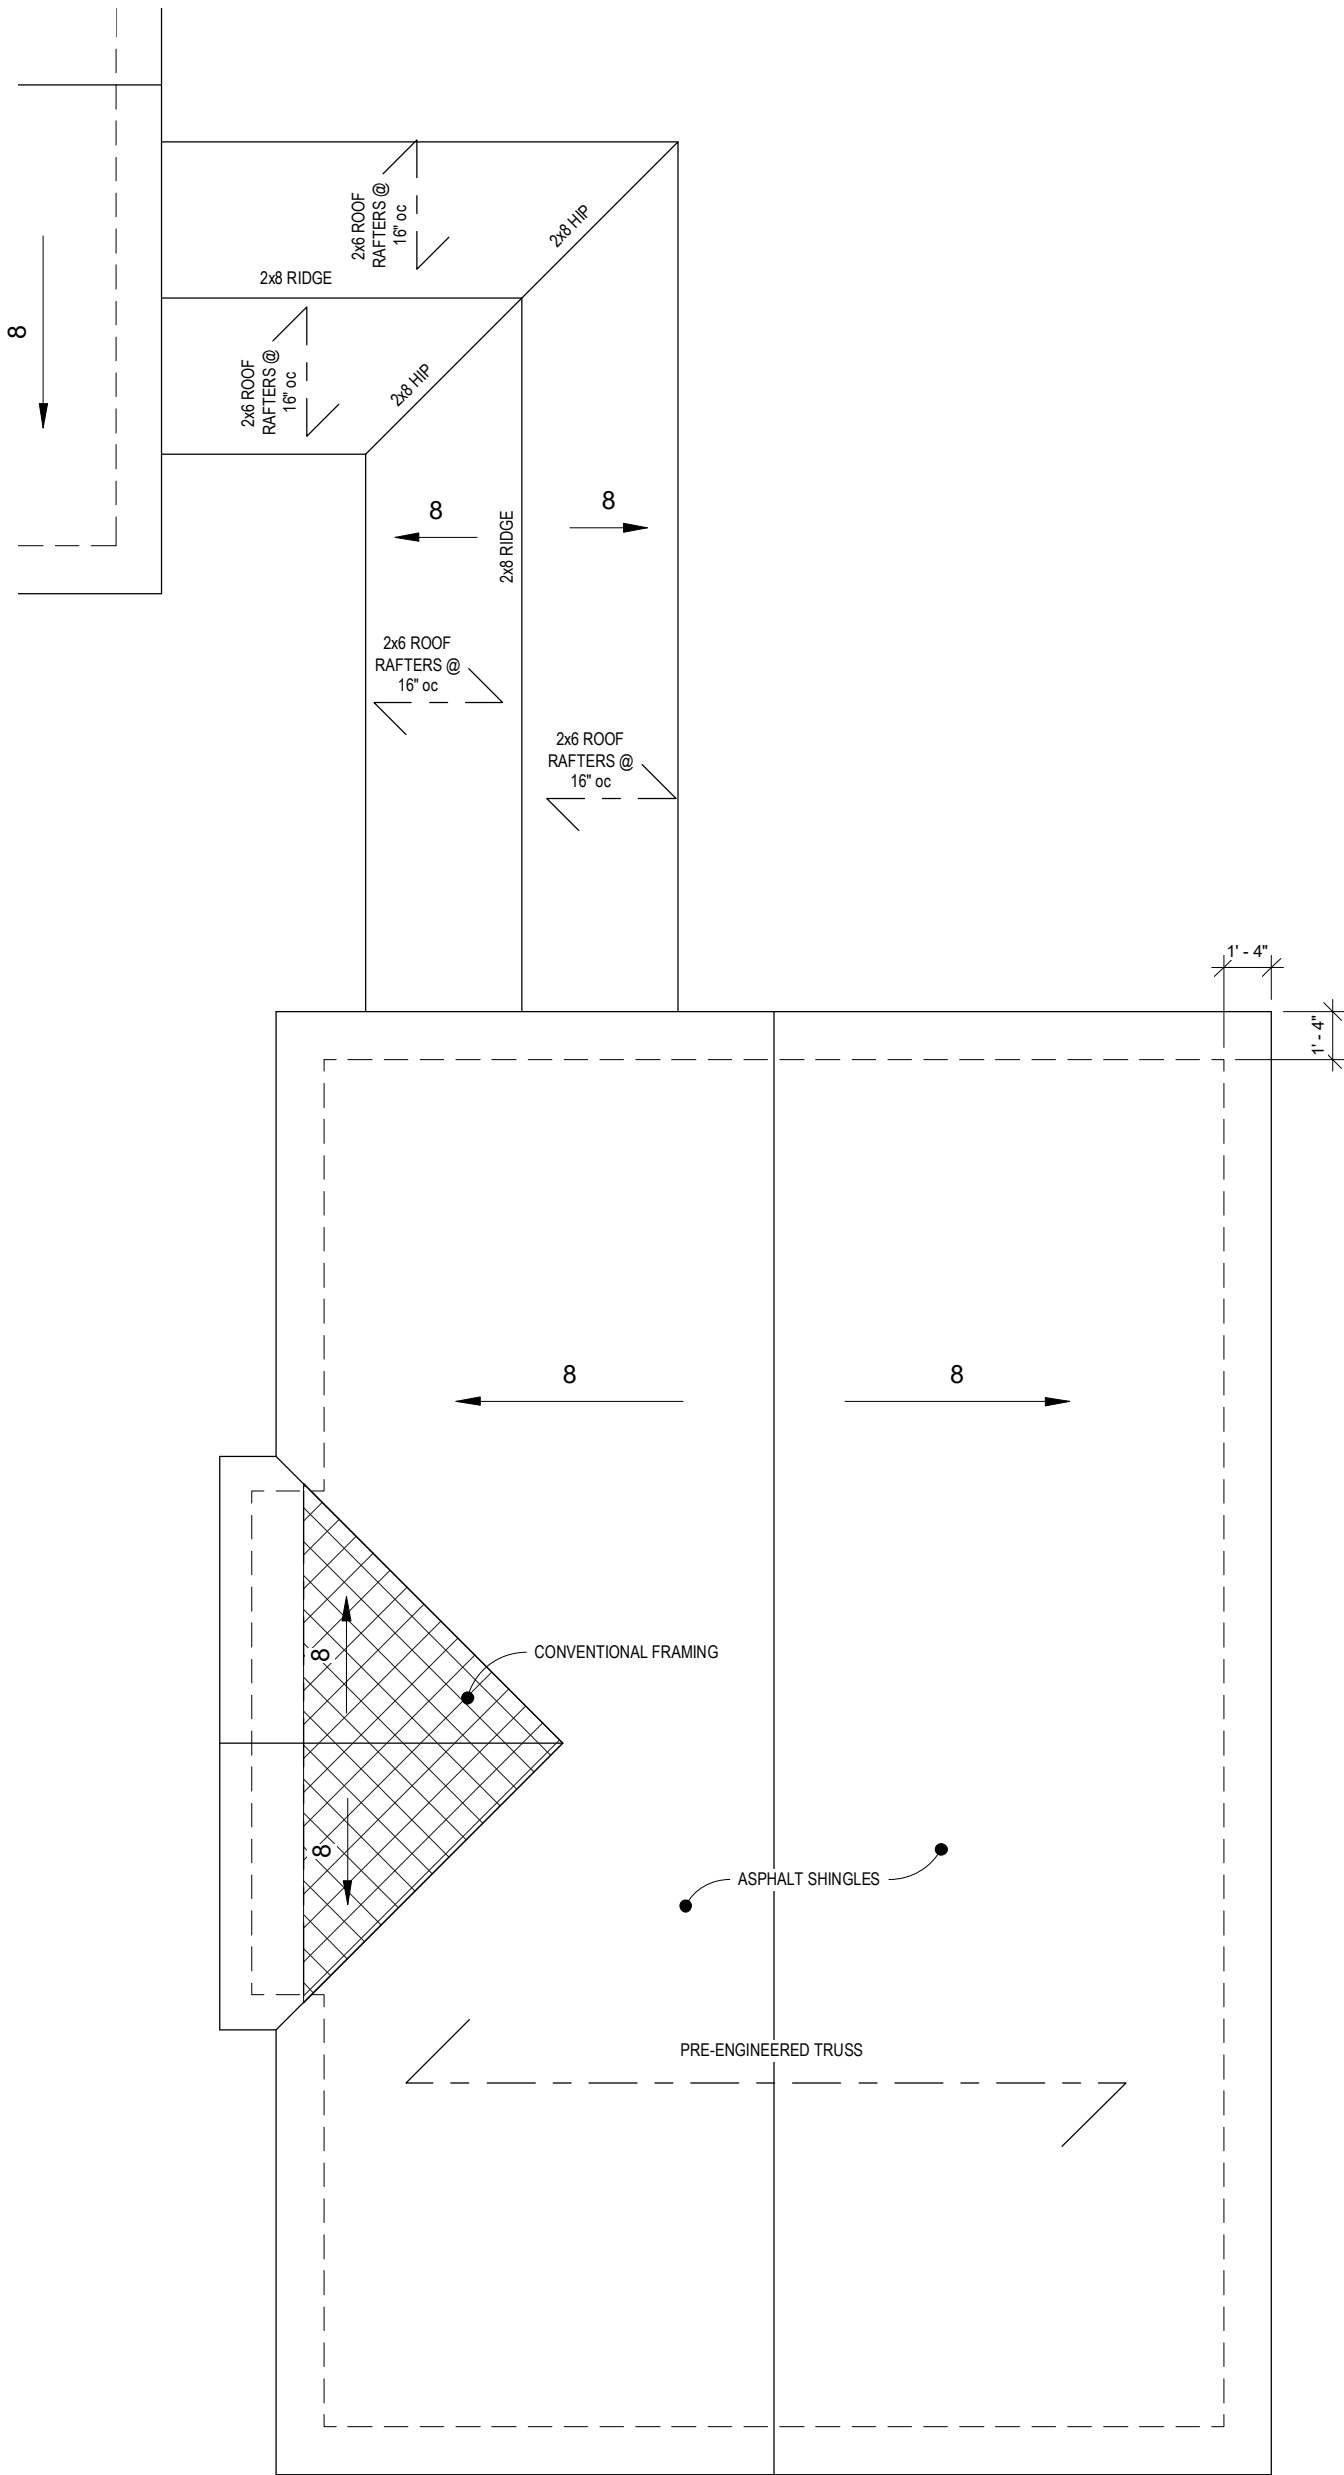 2x6 ROOF
RAFTERS @
16" oc
2x8 HIP
2x8 RIDGE
8
2x6 ROOF
RAFTERS @
16" oc
2x8 HIP
8
8
2x8 RIDGE
2x6 ROOF
RAFTERS @
16" oc
2x6 ROOF
RAFTERS @
16" oc
1' - 4"
1' - 4"
8
8
8
CONVENTIONAL FRAMING
8
ASPHALT SHINGLES
PRE-ENGINEERED TRUSS